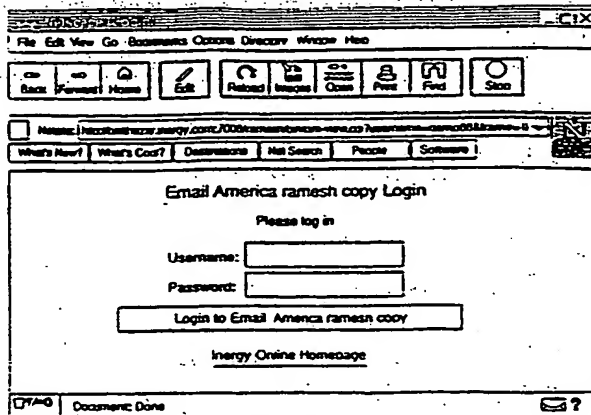 File Edit View Go Bookmarks Options Directory Window Help
Back Forward Home Edit Reload Images Open Print Find Stop
What's New? What's Cool? Destinations Net Search People Software
Email America ramesh copy Login
Please log in
Username:
Password:
Login to Email America ramesh copy
Inergy Online Homepage
Document: Done
?